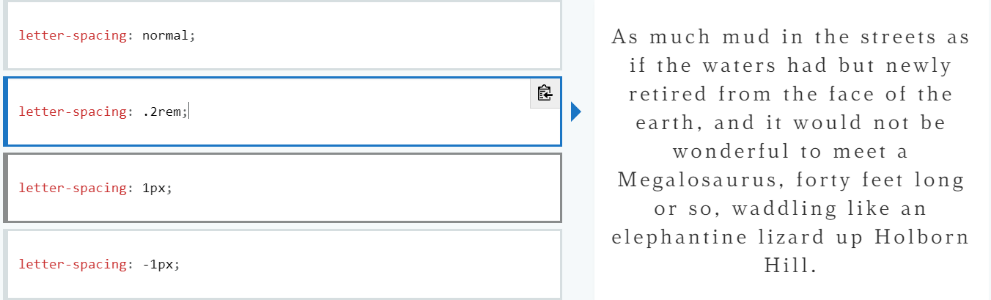 letter-spacing: normal;
letter-spacing: .2rem;
letter-spacing: 1px;
letter-spacing: -1px;
As much mud in the streets as
if the waters had but newly
retired from the face of the
earth, and it would not be
wonderful to meet a
Megalosaurus, forty feet long
or so, waddling like an
elephantine lizard up Holborn
Hill.